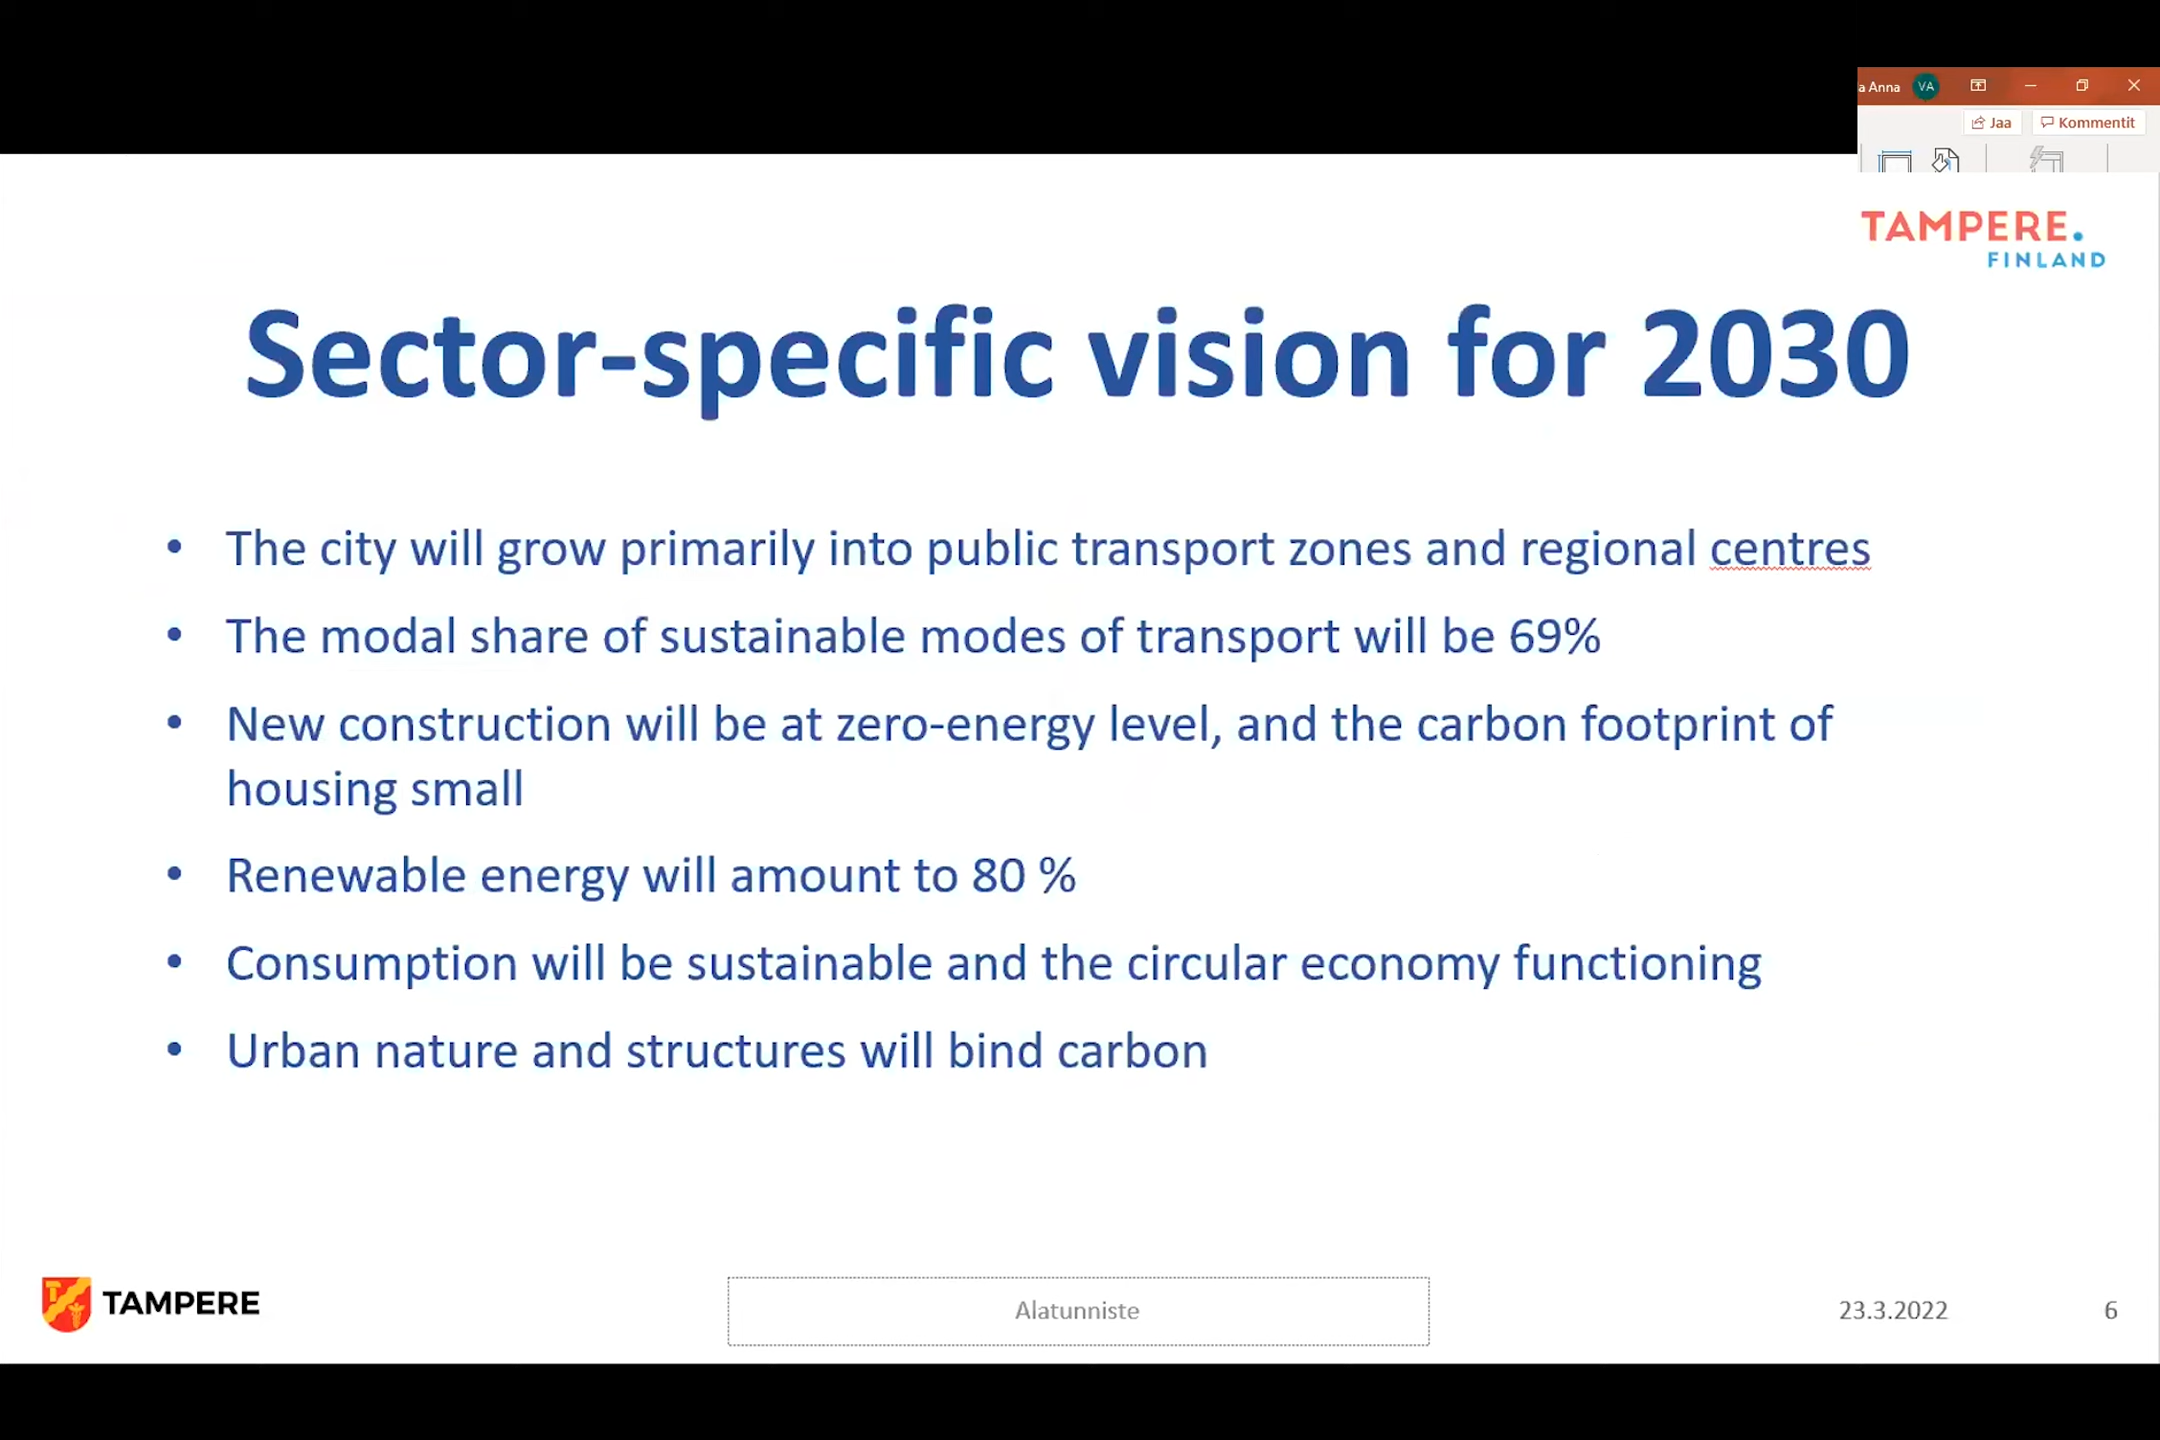 a Anna VA
Jaa Kommentit
TAMPERE.
FINLAND
Sector-specific vision for 2030
• The city will grow primarily into public transport zones and regional centres
• The modal share of sustainable modes of transport will be 69%
• New construction will be at zero-energy level, and the carbon footprint of
housing small
• Renewable energy will amount to 80 %
• Consumption will be sustainable and the circular economy functioning
• Urban nature and structures will bind carbon
TAMPERE
Alatunniste
23.3.2022
6